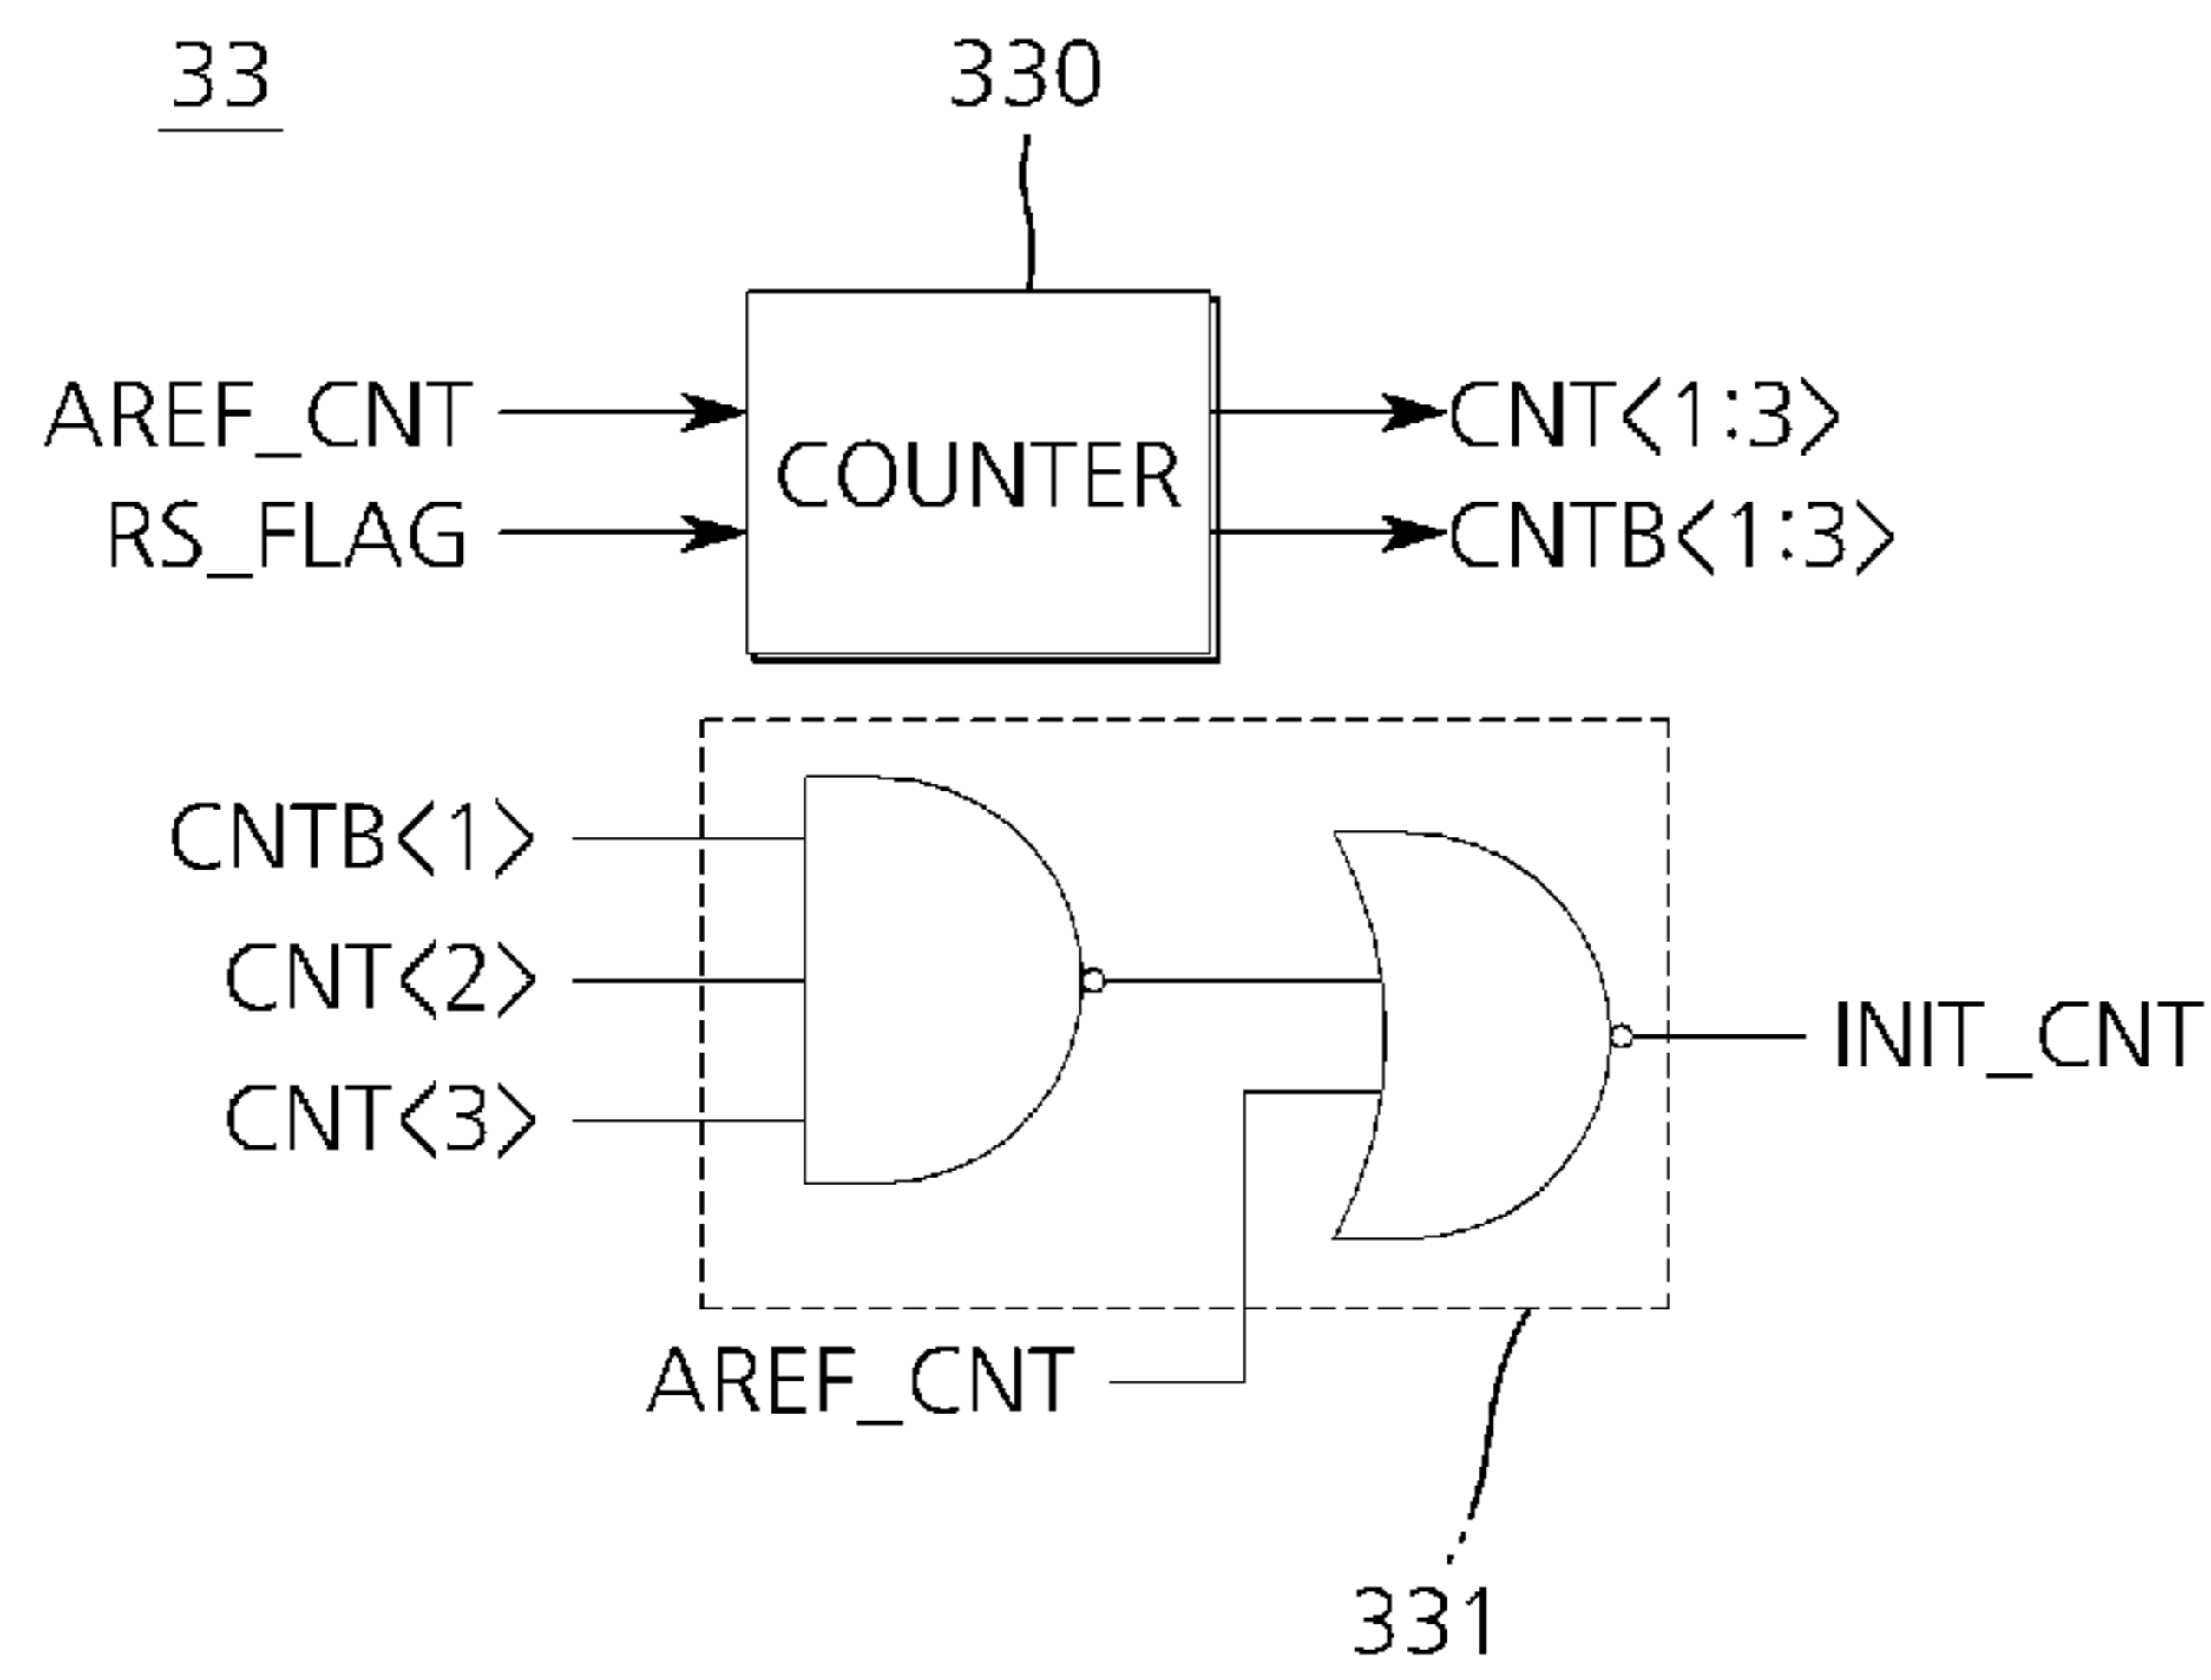 33
330
AREF_CNT
CNT<1:3>
COUNTER
RS_FLAG
CNTB<1:3>
CNTB<1>
CNT<2>
INIT_CNT
CNT<3>
AREF_CNT
331